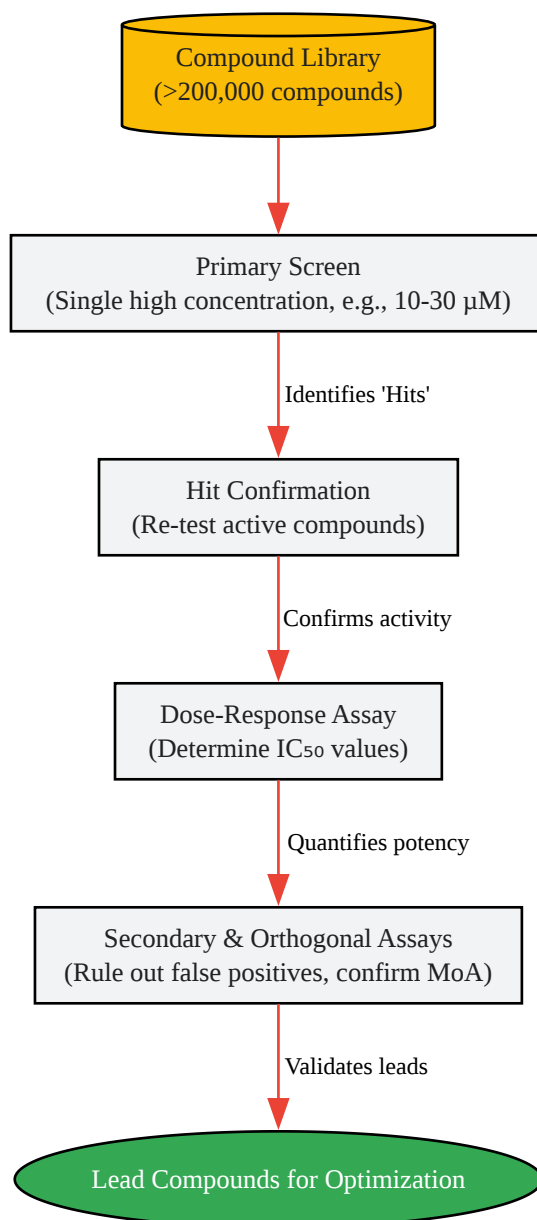 Compound Library
(>200,000 compounds)
Primary Screen
(Single high concentration, e.g., 10-30 µM)
Identifies 'Hits'
Hit Confirmation
(Re-test active compounds)
Confirms activity
Dose-Response Assay
(Determine IC₅₀ values)
Quantifies potency
Secondary & Orthogonal Assays
(Rule out false positives, confirm MoA)
Validates leads
Lead Compounds for Optimization